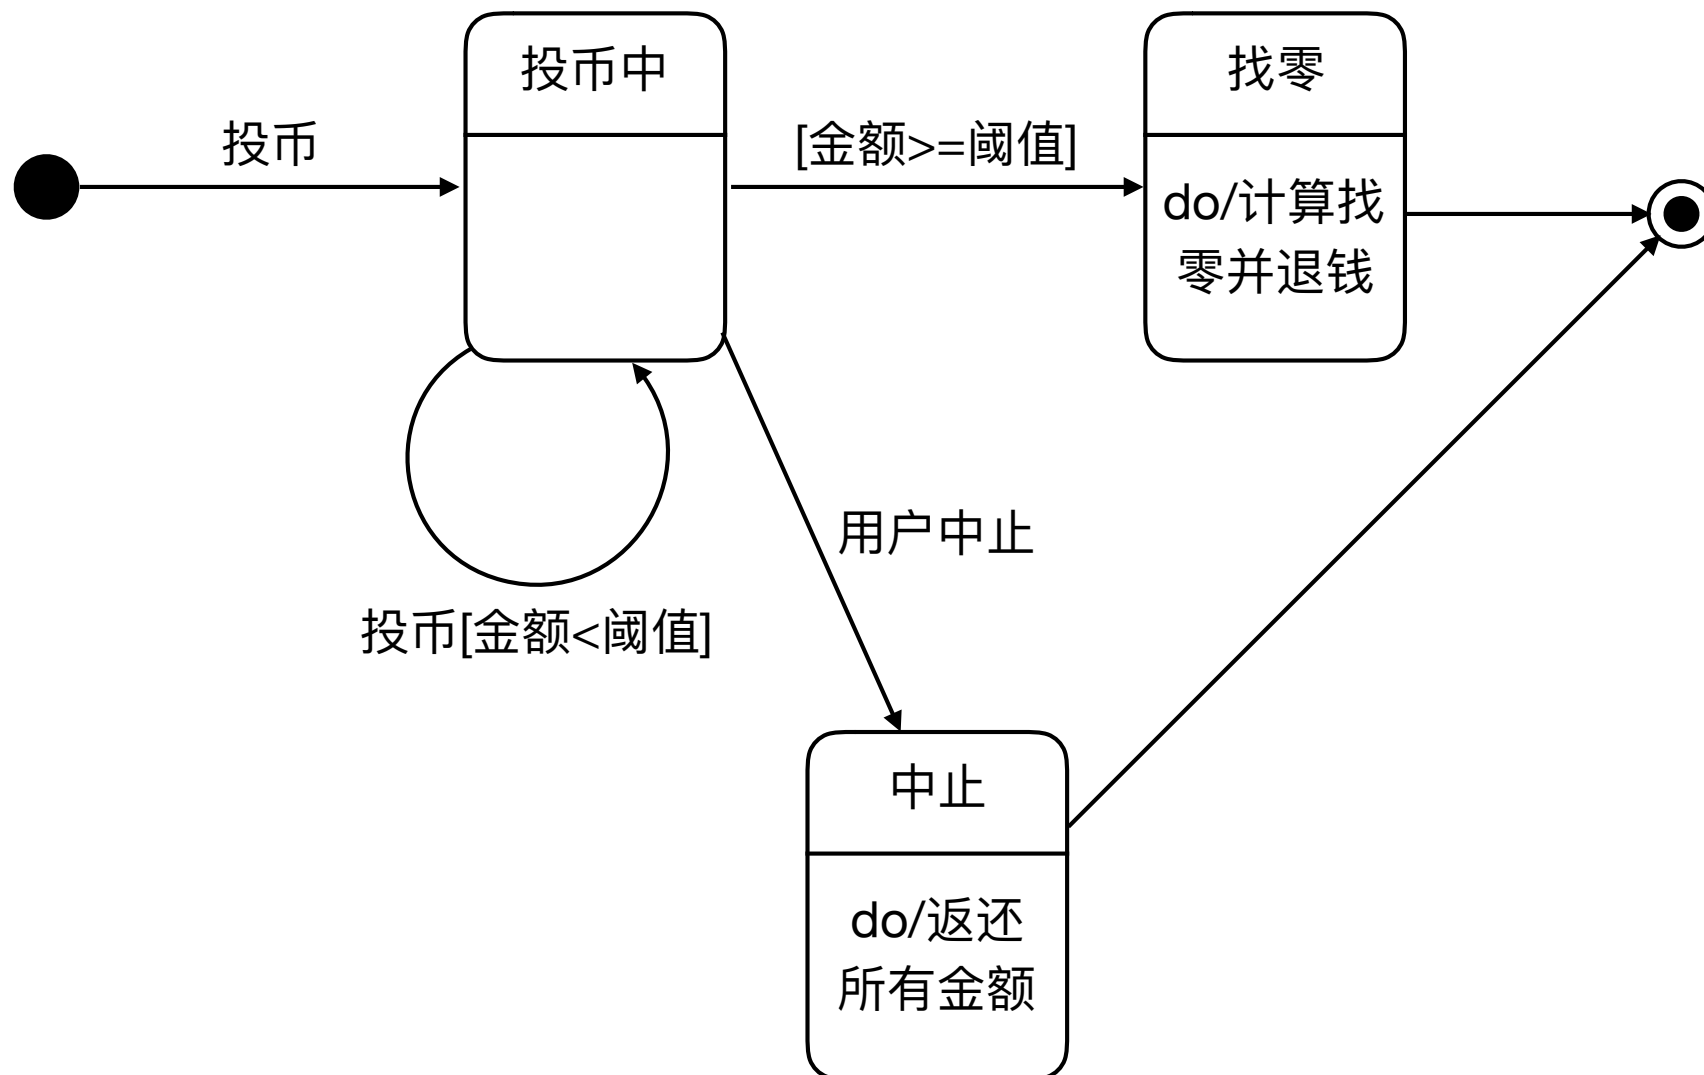 投币中
找零
投币
[金额>=阈值]
do/计算找
零并退钱
用户中止
投币[金额<阈值]
中止
do/返还
所有金额